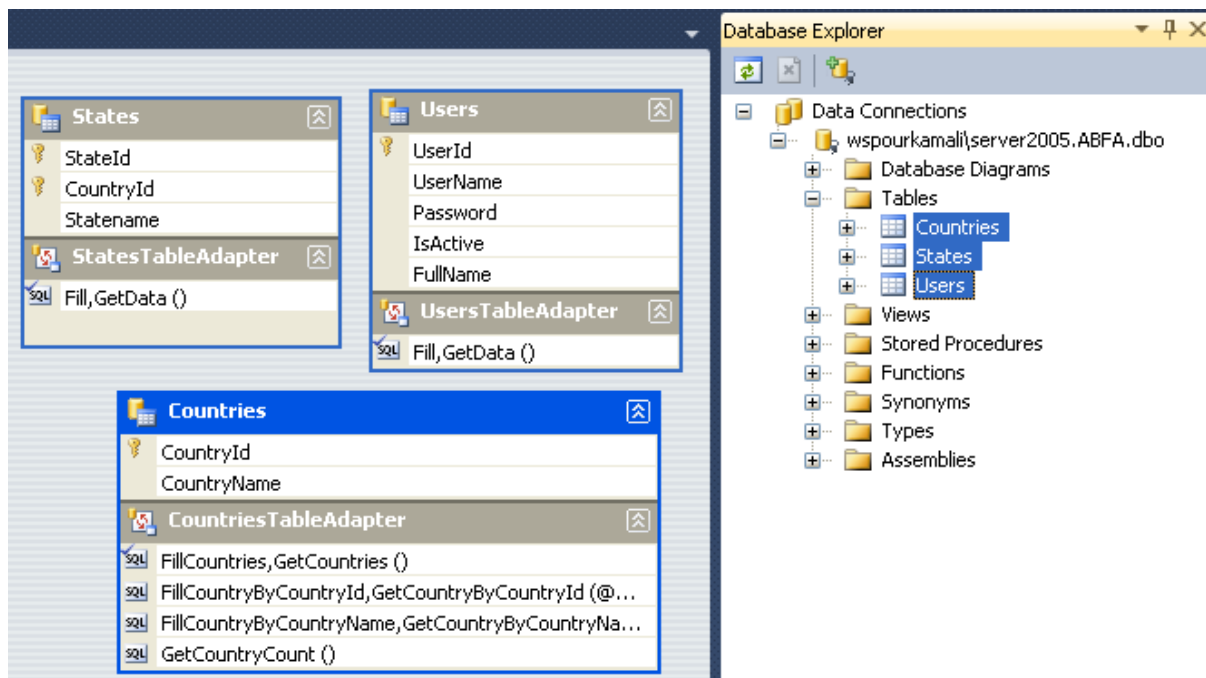 States
StateId
CountryId
Statename
StatesTableAdapter
SQL Fill,GetData ()
Users
UserId
UserName
Password
IsActive
FullName
UsersTableAdapter
SQL Fill,GetData ()
Countries
CountryId
CountryName
CountriesTableAdapter
SQL FillCountries,GetCountries ()
SQL FillCountryByCountryId,GetCountryByCountryId (@...
SQL FillCountryByCountryName,GetCountryByCountryNa...
SQL GetCountryCount ()
Database Explorer
Data Connections
wspourkamali\server2005.ABFA.dbo
Database Diagrams
Tables
Countries
States
Users
Views
Stored Procedures
Functions
Synonyms
Types
Assemblies